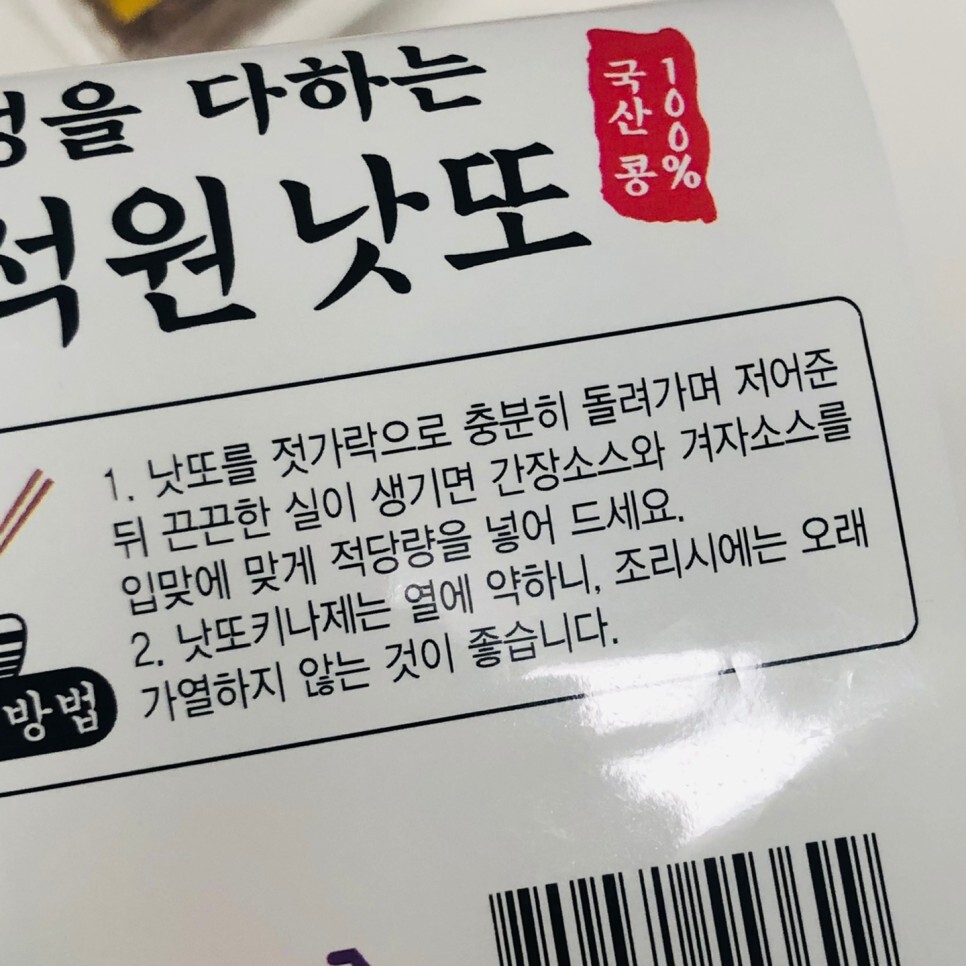 을 다하는
석원 낫또
100%
국산 콩
1. 낫또를 젓가락으로 충분히 돌려가며 저어준
뒤 끈끈한 실이 생기면 간장소스와 겨자소스를
입맞에 맞게 적당량을 넣어 드세요.
2. 낫또키나제는 열에 약하니, 조리시에는 오래
가열하지 않는 것이 좋습니다.
방법